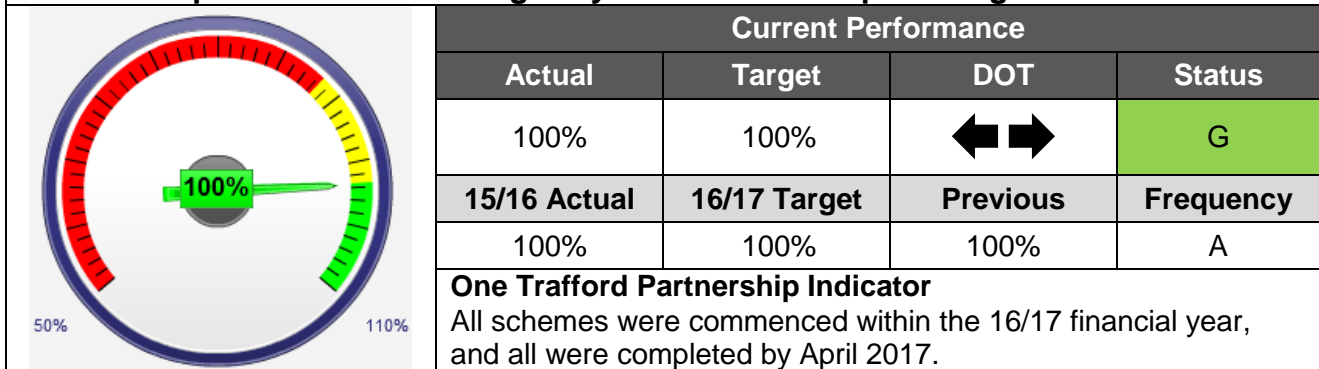 Current Performance
Actual Target DOT Status
100% 100% G
15/16 Actual 16/17 Target Previous Frequency
100% 100% 100% A
One Trafford Partnership Indicator
All schemes were commenced within the 16/17 financial year,
and all were completed by April 2017.
100%
50% 110%